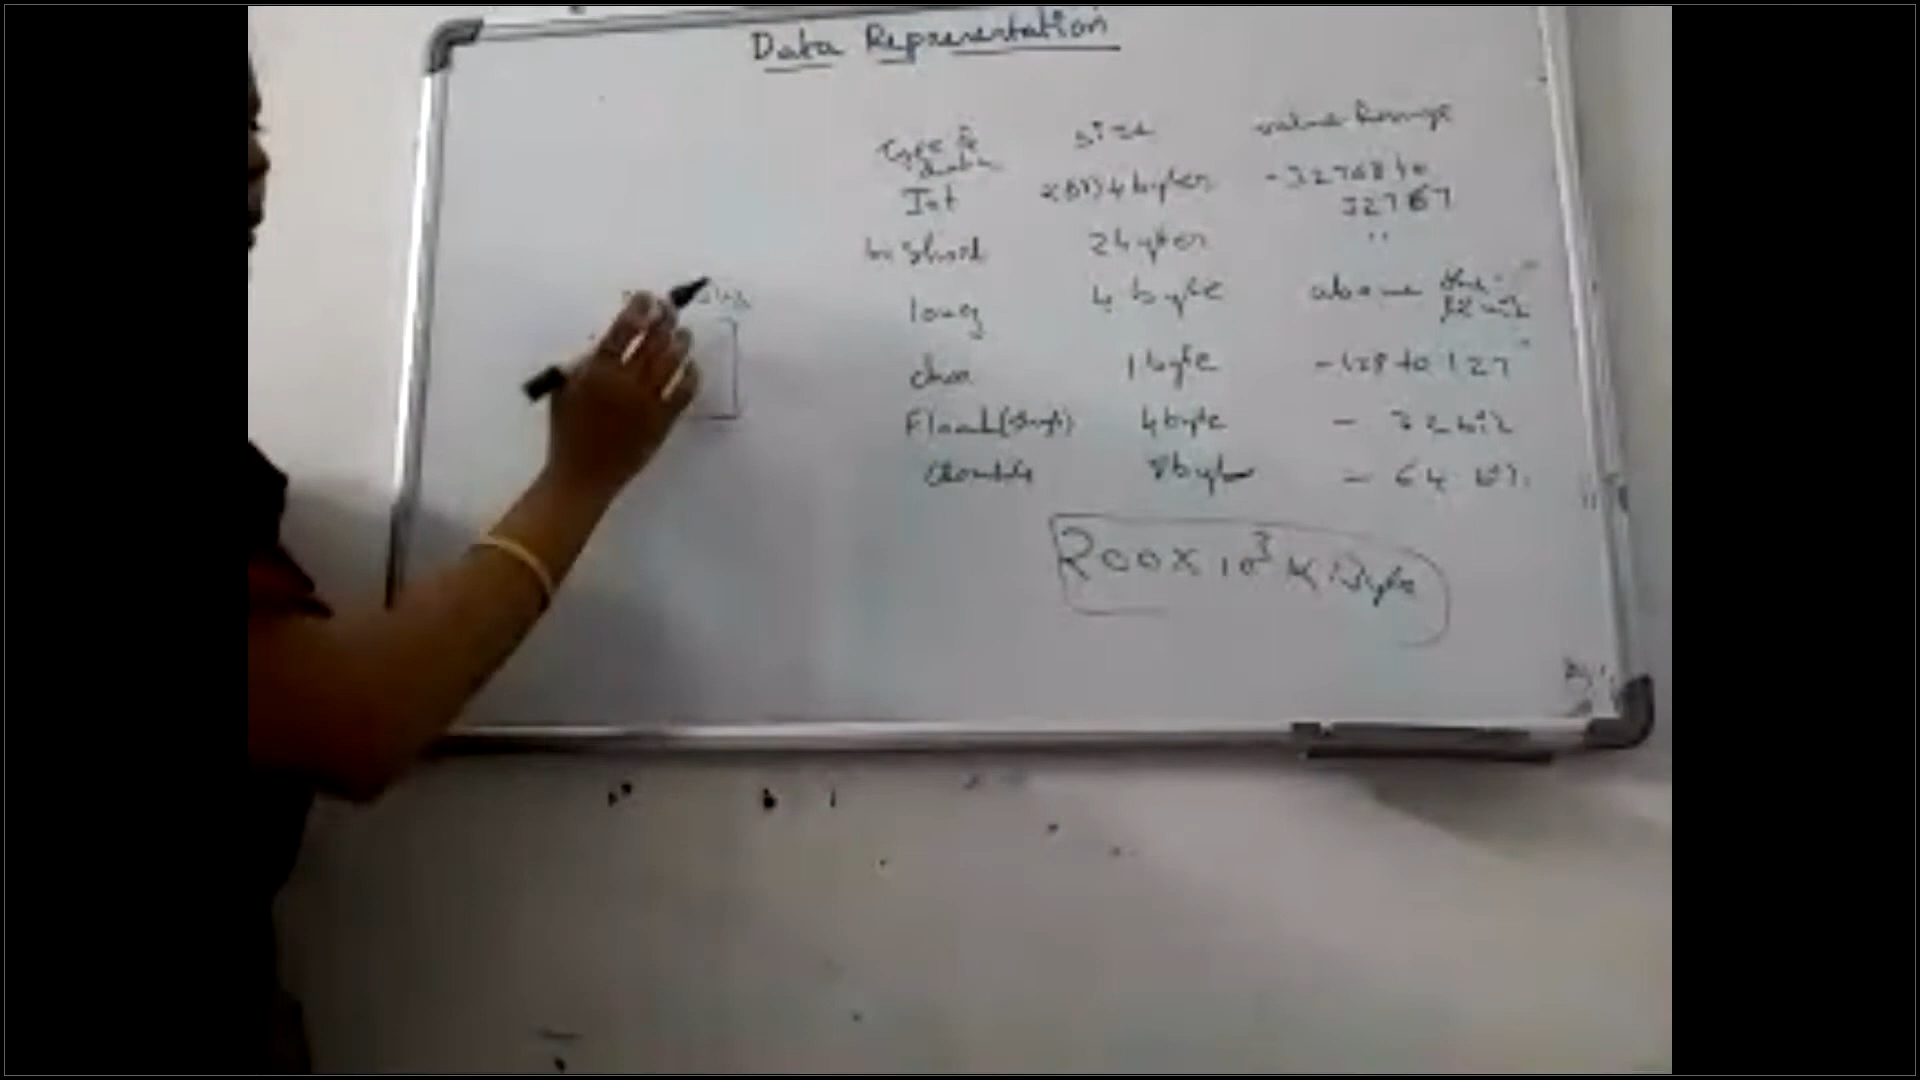 Data Representation
Type of data size value Range
Int 2(or)4 bytes -32768 to 32767
Short 2 bytes "
long 4 byte above
char 1 byte -128 to 127
Float 4 byte - 32 bit
double 8 byte - 64 bit
200 x 10³ K Byte